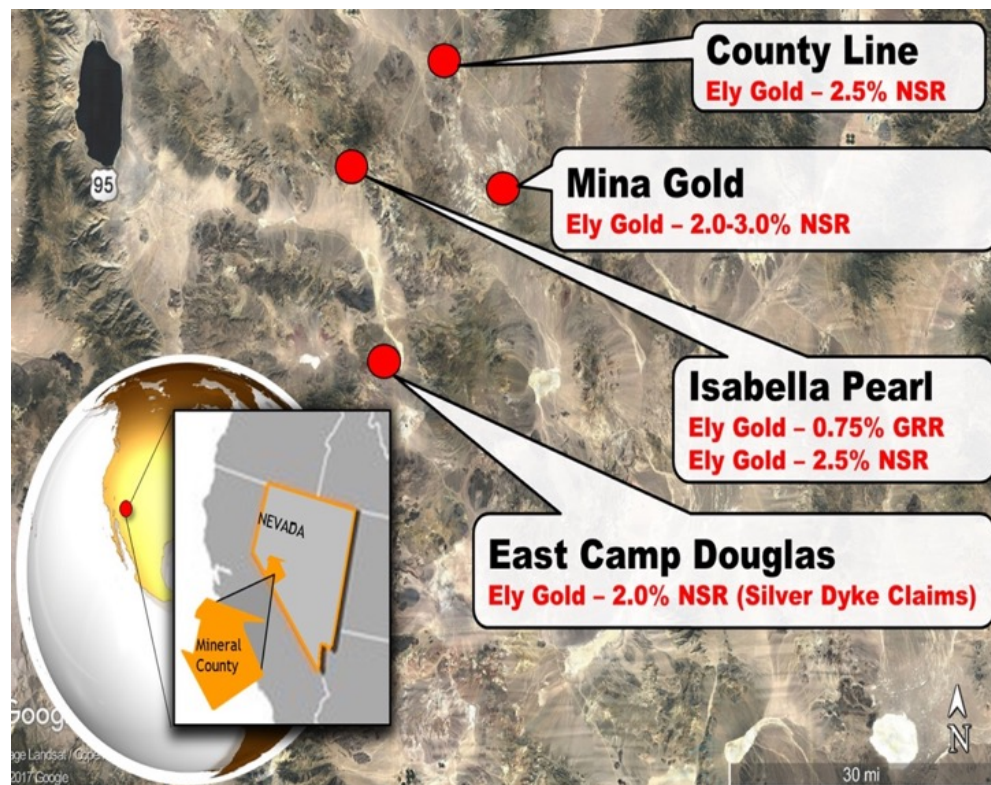 County Line
Ely Gold – 2.5% NSR
95
Mina Gold
Ely Gold – 2.0-3.0% NSR
Isabella Pearl
Ely Gold – 0.75% GRR
Ely Gold – 2.5% NSR
East Camp Douglas
Ely Gold – 2.0% NSR (Silver Dyke Claims)
NEVADA
Mineral
County
Landsat /
2017 Google
N
30 mi